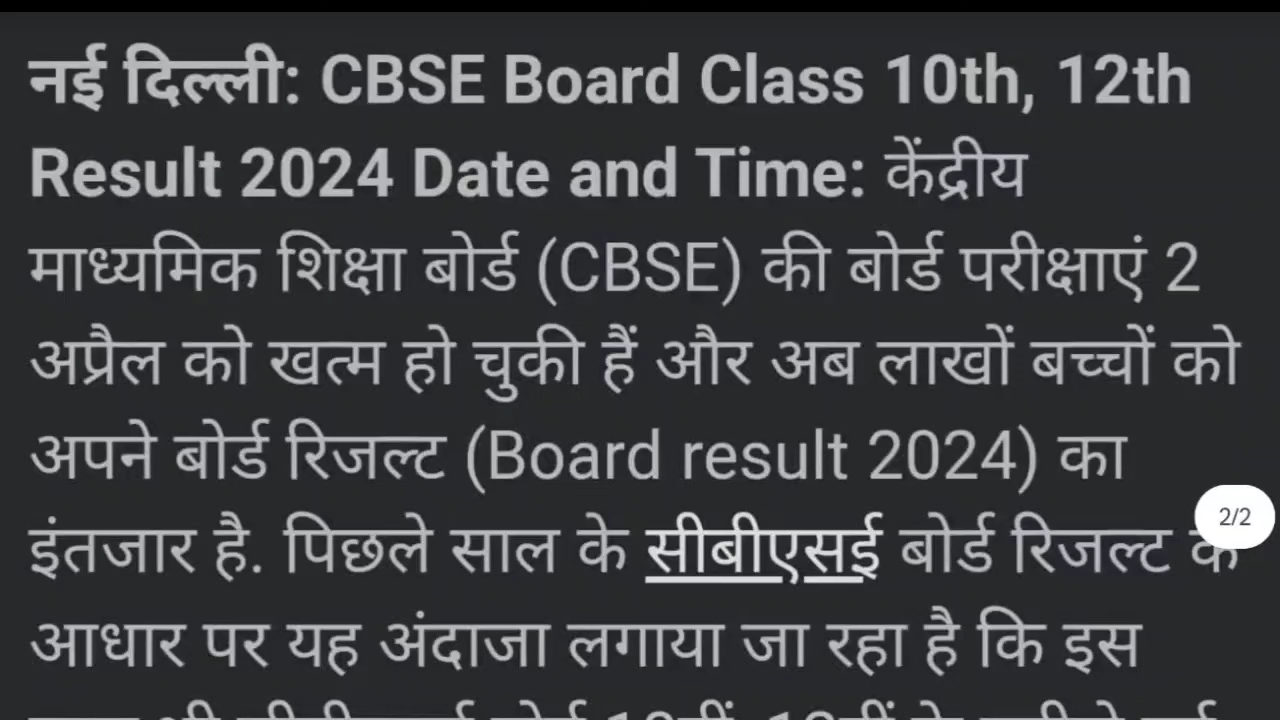 नई दिल्ली: CBSE Board Class 10th, 12th
Result 2024 Date and Time: केंद्रीय
माध्यमिक शिक्षा बोर्ड (CBSE) की बोर्ड परीक्षाएं 2
अप्रैल को खत्म हो चुकी हैं और अब लाखों बच्चों को
अपने बोर्ड रिजल्ट (Board result 2024) का
इंतजार है. पिछले साल के सीबीएसई बोर्ड रिजल्ट के
2/2
आधार पर यह अंदाजा लगाया जा रहा है कि इस